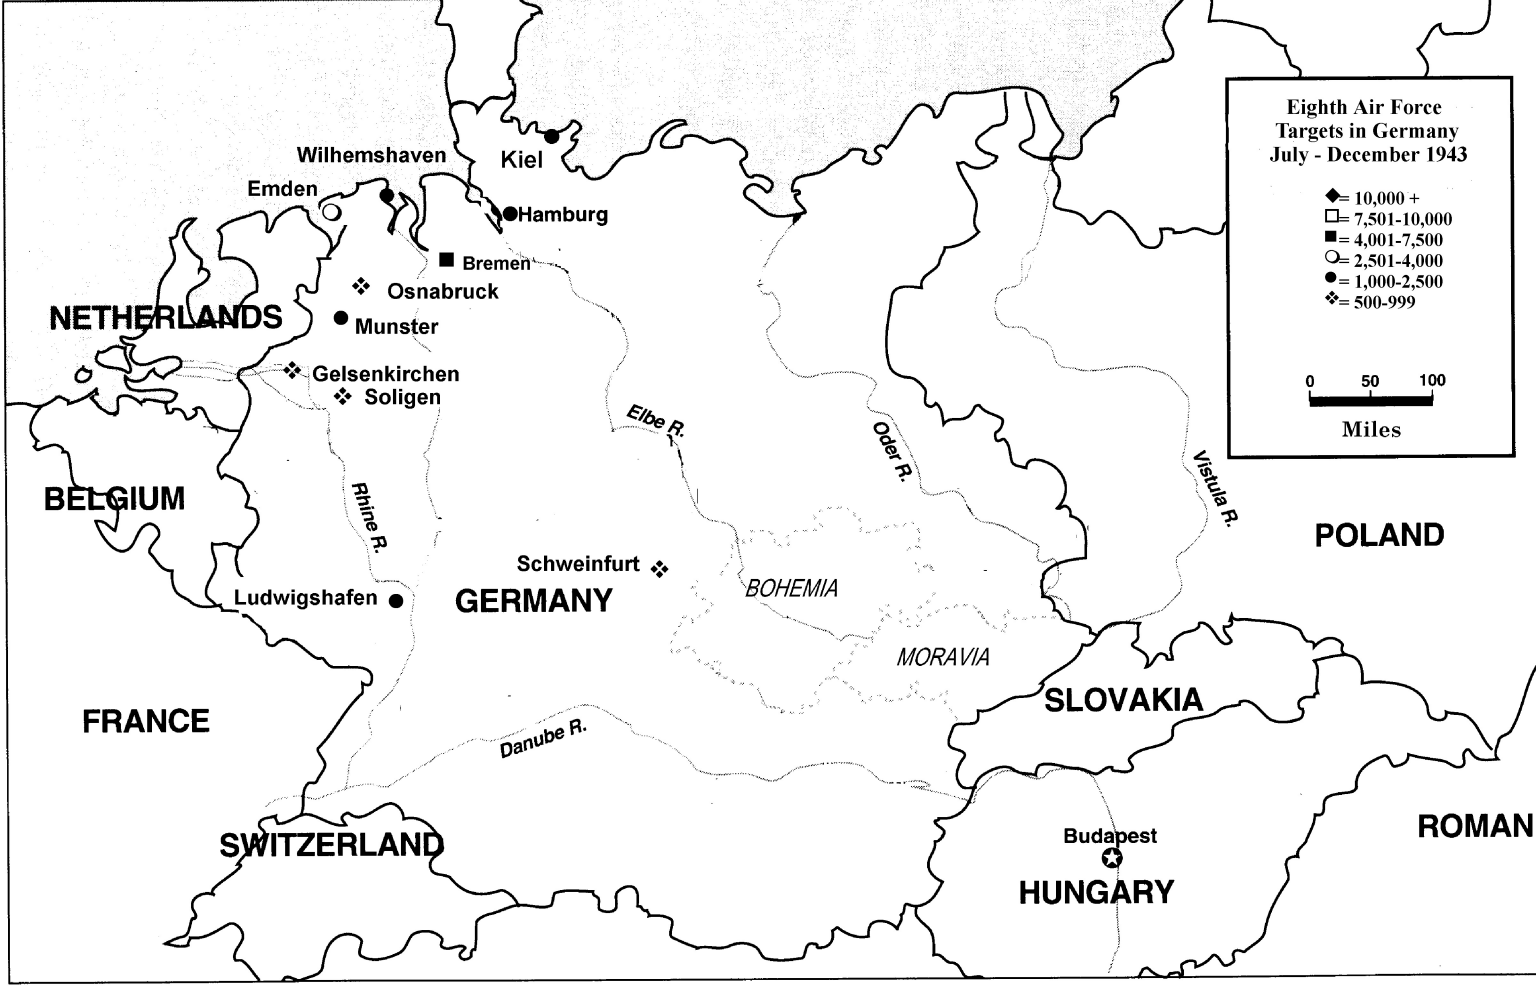 Eighth Air Force
Targets in Germany
July - December 1943
= 10,000 +
= 7,501-10,000
= 4,001-7,500
= 2,501-4,000
= 1,000-2,500
= 500-999
0 50 100
Miles
Wilhemshaven
Kiel
Emden
Hamburg
Bremen
Osnabruck
NETHERLANDS
Munster
Gelsenkirchen
Soligen
Elbe R.
Oder R.
Vistula R.
BELGIUM
Rhine R.
POLAND
Schweinfurt
BOHEMIA
Ludwigshafen
GERMANY
MORAVIA
SLOVAKIA
FRANCE
Danube R.
SWITZERLAND
Budapest
ROMAN
HUNGARY